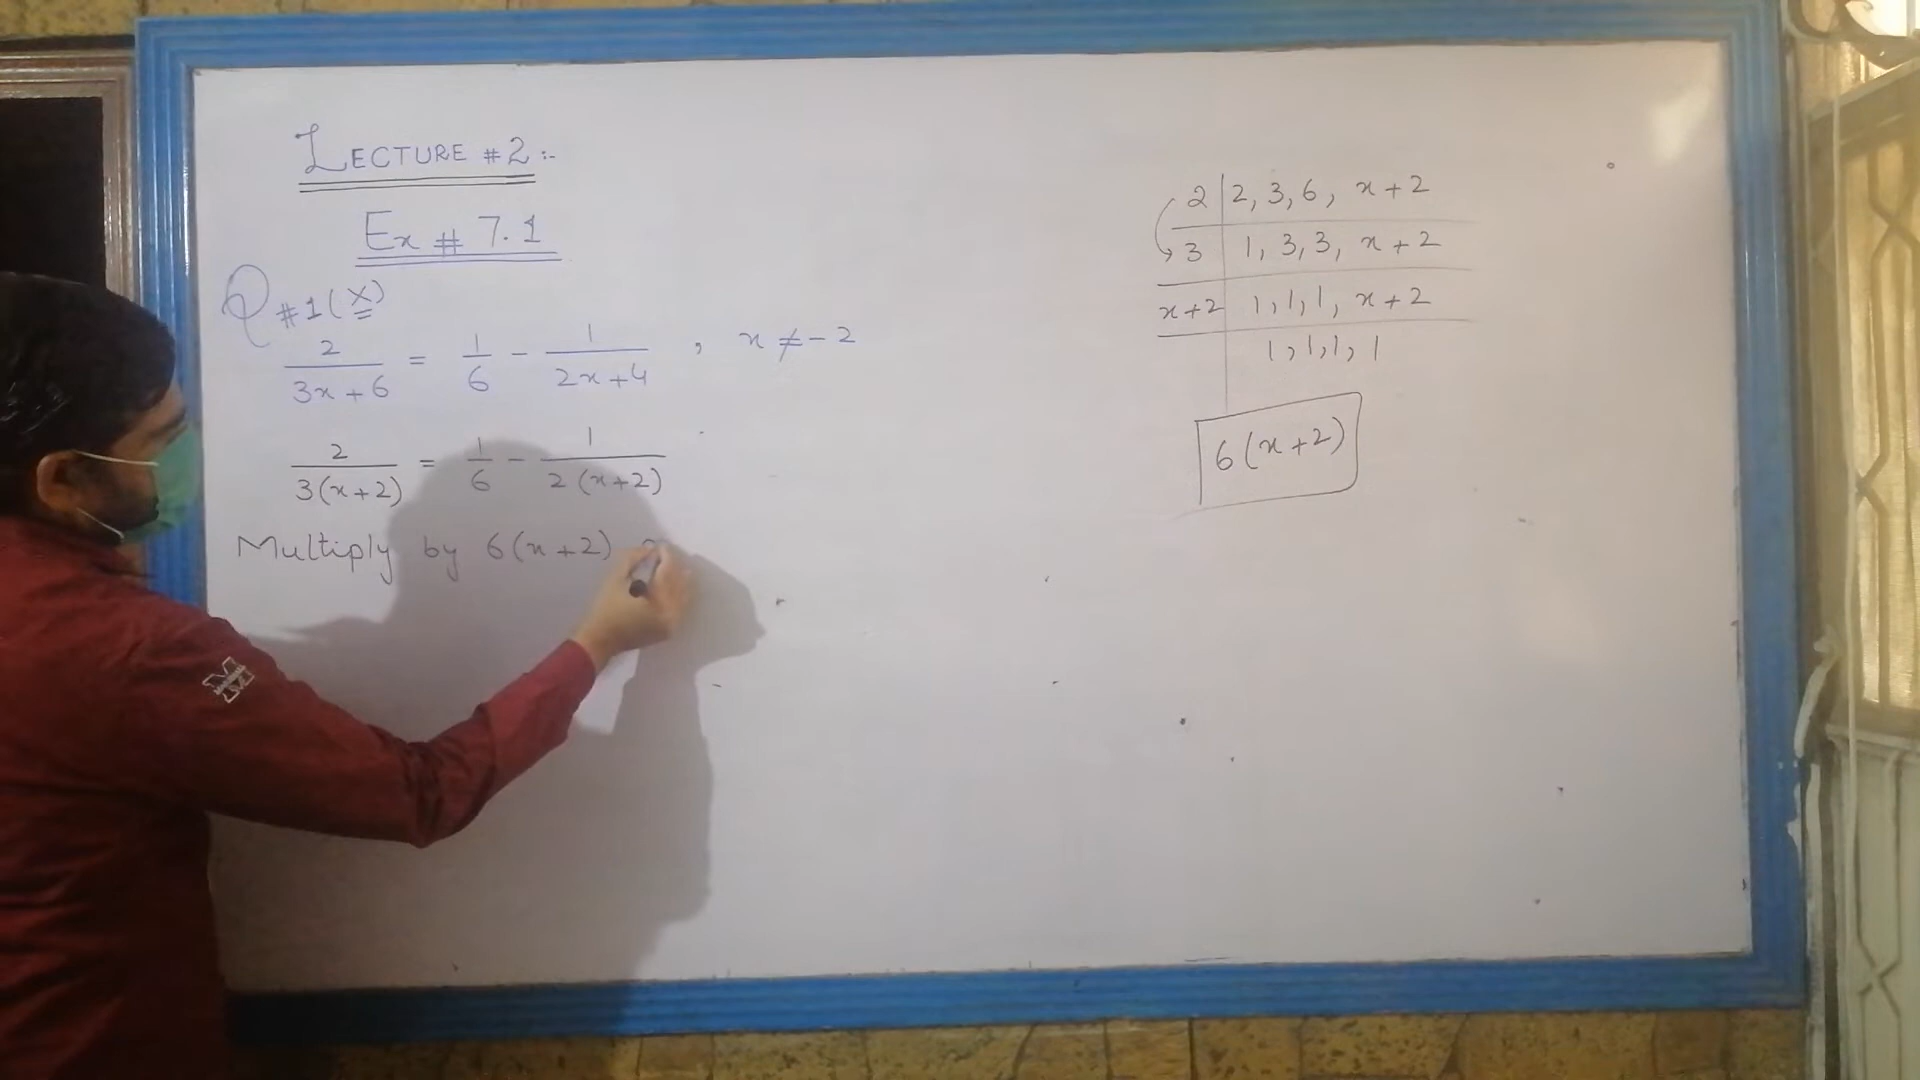 LECTURE #2 :-
Ex # 7.1
Q #1(x)
2/(3x+6) = 1/6 - 1/(2x+4) , x ≠ -2
2/(3(x+2)) = 1/6 - 1/(2(x+2))
Multiply by 6(x+2)
2 | 2, 3, 6, x+2
3 | 1, 3, 3, x+2
x+2 | 1, 1, 1, x+2
1, 1, 1, 1
6(x+2)